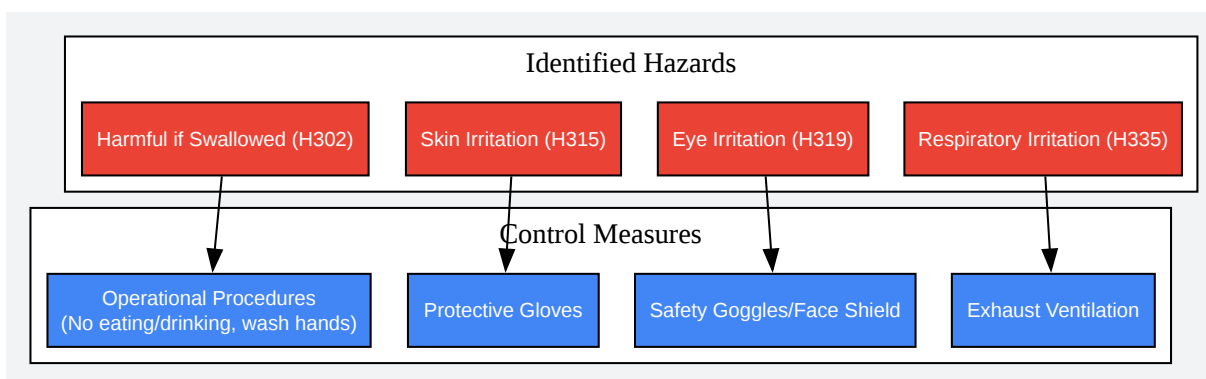 Identified Hazards
Harmful if Swallowed (H302)
Skin Irritation (H315)
Eye Irritation (H319)
Respiratory Irritation (H335)
Control Measures
Operational Procedures
(No eating/drinking, wash hands)
Protective Gloves
Safety Goggles/Face Shield
Exhaust Ventilation